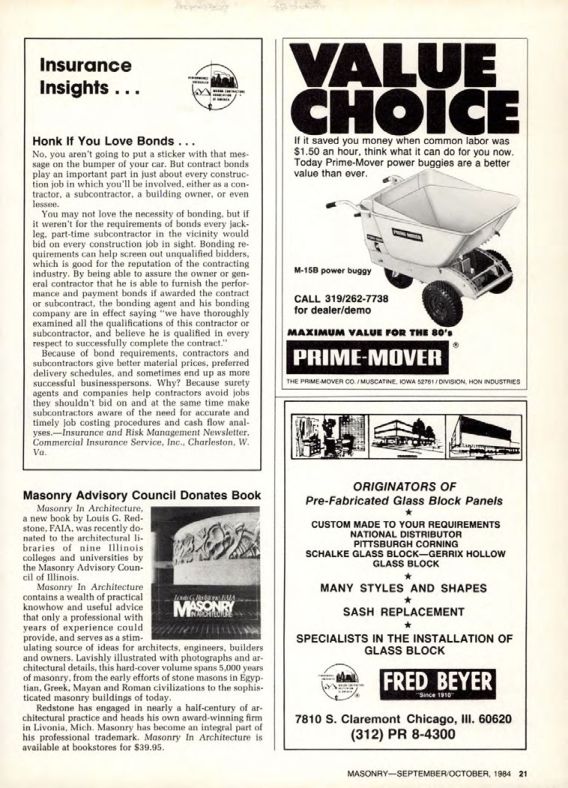 Insurance
Insights . . .
Honk If You Love Bonds . . .
No, you aren't going to put a sticker with that mes-
sage on the bumper of your car. But contract bonds
play an important part in just about every construc-
tion job in which you'll be involved, either as a con-
tractor, a subcontractor, a building owner, or even
lessee.
You may not love the necessity of bonding, but if
it weren't for the requirements of bonds every jack-
leg, part-time subcontractor in the vicinity would
bid on every construction job in sight. Bonding re-
quirements can help screen out unqualified bidders,
which is good for the reputation of the contracting
industry. By being able to assure the owner or gen-
eral contractor that he is able to furnish the perfor-
mance and payment bonds if awarded the contract
or subcontract, the bonding agent and his bonding
company are in effect saying "we have thoroughly
examined all the qualifications of this contractor or
subcontractor, and believe he is qualified in every
respect to successfully complete the contract."
Because of bond requirements, contractors and
subcontractors give better material prices, preferred
delivery schedules, and sometimes end up as more
successful businesspersons. Why? Because surety
agents and companies help contractors avoid jobs
they shouldn't bid on and at the same time make
subcontractors aware of the need for accurate and
timely job costing procedures and cash flow anal-
yses.—Insurance and Risk Management Newsletter,
Commercial Insurance Service, Inc., Charleston, W.
Va.
Masonry Advisory Council Donates Book
Masonry In Architecture,
a new book by Louis G. Red-
stone, FAIA, was recently do-
nated to the architectural li-
braries of nine Illinois
colleges and universities by
the Masonry Advisory Coun-
cil of Illinois.
Masonry In Architecture
contains a wealth of practical
knowhow and useful advice
that only a professional with
years of experience could
provide, and serves as a stim-
ulating source of ideas for architects, engineers, builders
and owners. Lavishly illustrated with photographs and ar-
chitectural details, this hard-cover volume spans 5,000 years
of masonry, from the early efforts of stone masons in Egyp-
tian, Greek, Mayan and Roman civilizations to the sophis-
ticated masonry buildings of today.
Redstone has engaged in nearly a half-century of ar-
chitectural practice and heads his own award-winning firm
in Livonia, Mich. Masonry has become an integral part of
his professional trademark. Masonry In Architecture is
available at bookstores for $39.95.
Louis G. Redstone, FAIA
MASONRY
IN ARCHITECTURE
VALUE
CHOICE
If it saved you money when common labor was
$1.50 an hour, think what it can do for you now.
Today Prime-Mover power buggies are a better
value than ever.
PRIME-MOVER
M-15B power buggy
CALL 319/262-7738
for dealer/demo
MAXIMUM VALUE FOR THE 80's
PRIME-MOVER ®
THE PRIME-MOVER CO. / MUSCATINE, IOWA 52761 / DIVISION, HON INDUSTRIES
ORIGINATORS OF
Pre-Fabricated Glass Block Panels
★
CUSTOM MADE TO YOUR REQUIREMENTS
NATIONAL DISTRIBUTOR
PITTSBURGH CORNING
SCHALKE GLASS BLOCK—GERRIX HOLLOW
GLASS BLOCK
★
MANY STYLES AND SHAPES
★
SASH REPLACEMENT
★
SPECIALISTS IN THE INSTALLATION OF
GLASS BLOCK
FRED BEYER
"Since 1910"
7810 S. Claremont Chicago, Ill. 60620
(312) PR 8-4300
MASONRY—SEPTEMBER/OCTOBER, 1984 21